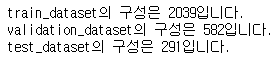 train_dataset의 구성은 2039입니다.
validation_dataset의 구성은 582입니다.
test_dataset의 구성은 291입니다.